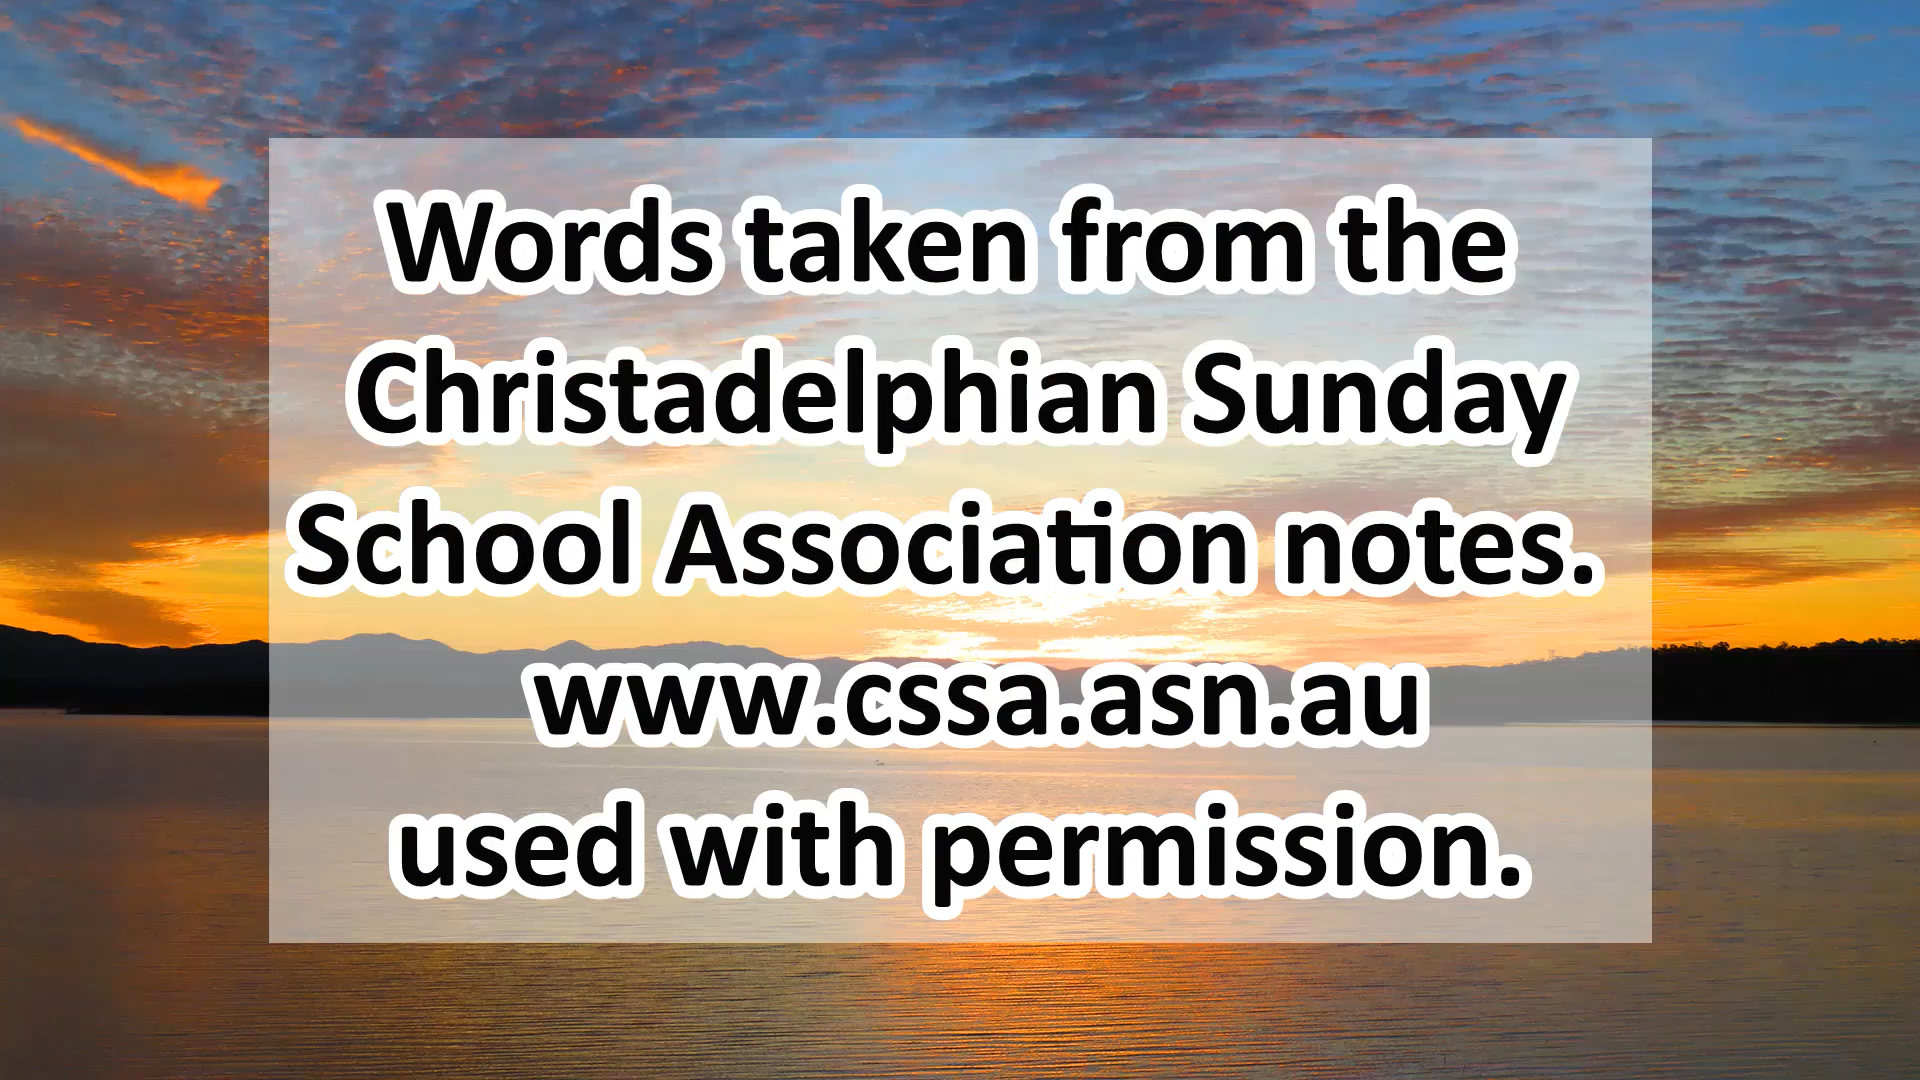 Words taken from the
Christadelphian Sunday
School Association notes.
www.cssa.asn.au
used with permission.